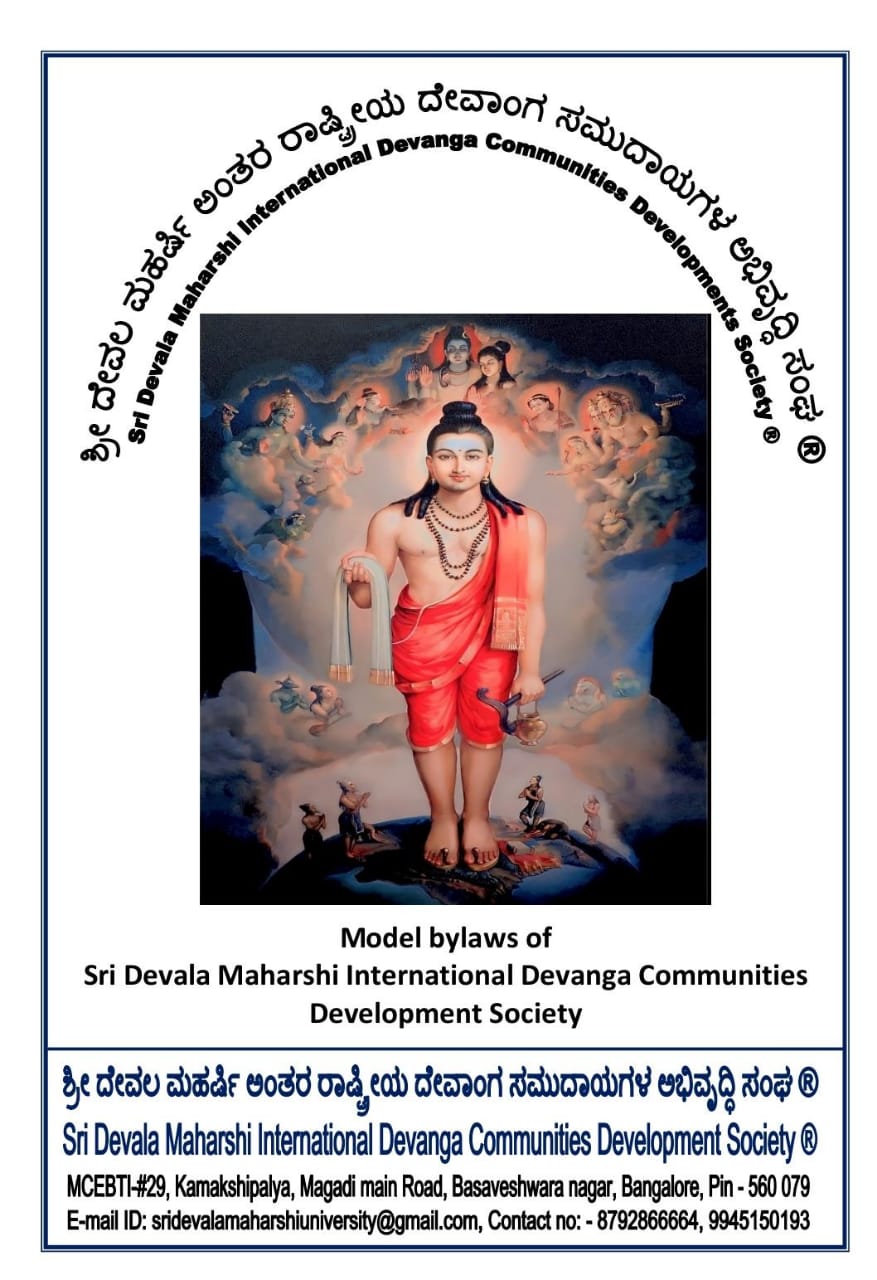 ಶ್ರೀ ದೇವಲ ಮಹರ್ಷಿ ಅಂತರ ರಾಷ್ಟ್ರೀಯ ದೇವಾಂಗ ಸಮುದಾಯಗಳ ಅಭಿವೃದ್ಧಿ ಸಂಘ ®
Sri Devala Maharshi International Devanga Communities Developments Society ®
Model bylaws of
Sri Devala Maharshi International Devanga Communities
Development Society
ಶ್ರೀ ದೇವಲ ಮಹರ್ಷಿ ಅಂತರ ರಾಷ್ಟ್ರೀಯ ದೇವಾಂಗ ಸಮುದಾಯಗಳ ಅಭಿವೃದ್ಧಿ ಸಂಘ ®
Sri Devala Maharshi International Devanga Communities Development Society ®
MCEBTI-#29, Kamakshipalya, Magadi main Road, Basaveshwara nagar, Bangalore, Pin - 560 079
E-mail ID: sridevalamaharshiuniversity@gmail.com, Contact no: - 8792866664, 9945150193